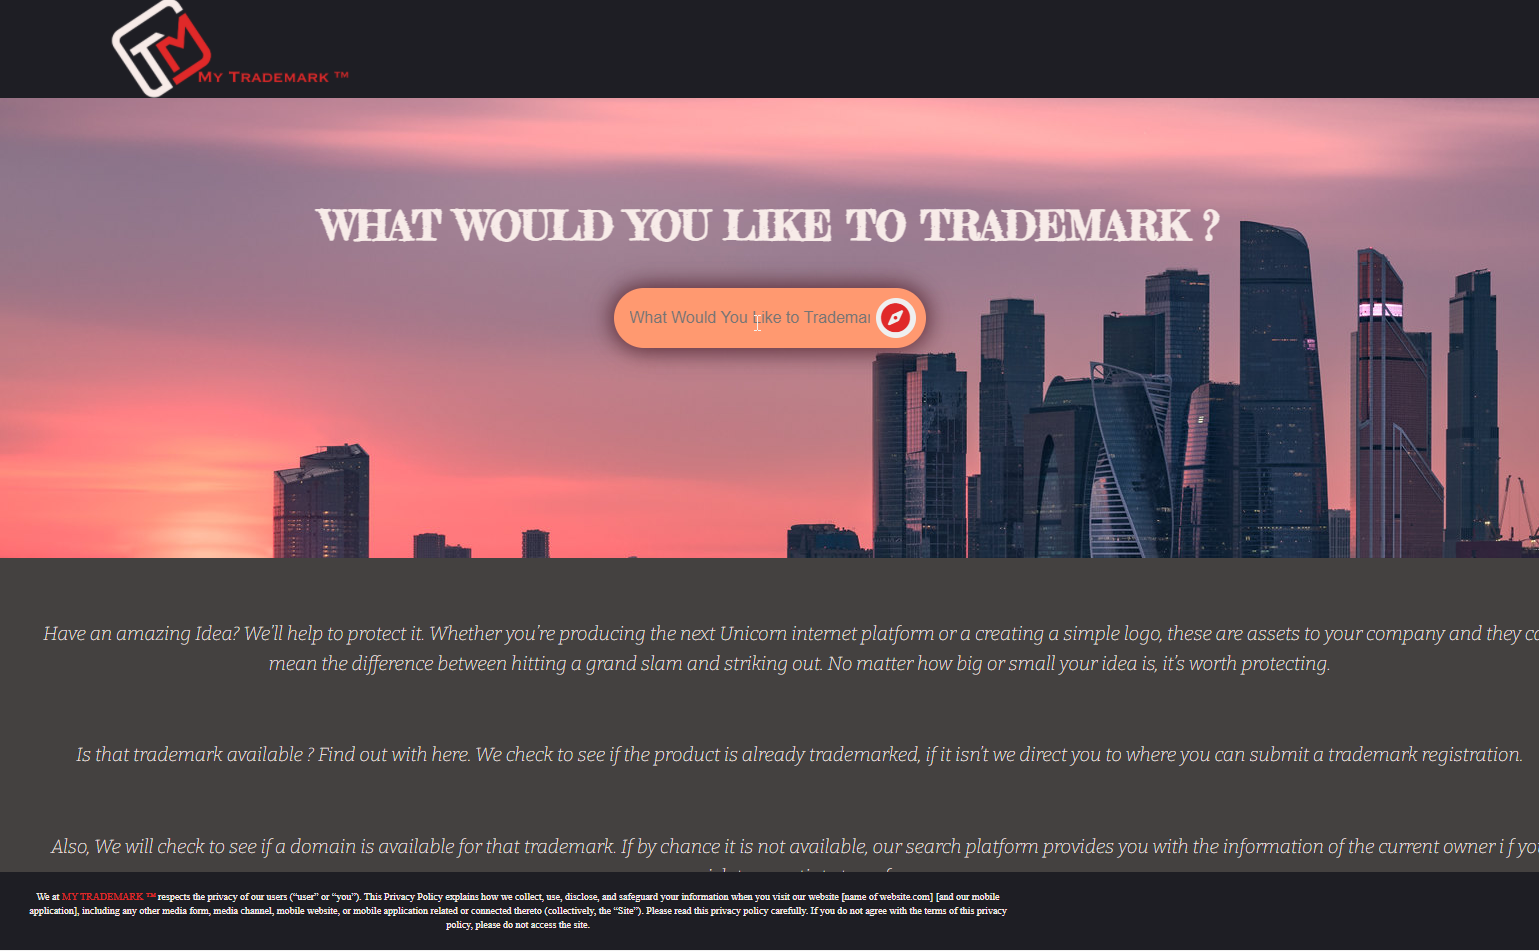 TM
MY TRADEMARK ™
WHAT WOULD YOU LIKE TO TRADEMARK ?
What Would You Like to Trademar
Have an amazing Idea? We'll help to protect it. Whether you're producing the next Unicorn internet platform or a creating a simple logo, these are assets to your company and they
mean the difference between hitting a grand slam and striking out. No matter how big or small your idea is, it's worth protecting.
Is that trademark available ? Find out with here. We check to see if the product is already trademarked, if it isn't we direct you to where you can submit a trademark registration.
Also, We will check to see if a domain is available for that trademark. If by chance it is not available, our search platform provides you with the information of the current owner i f
We at MY TRADEMARK ™ respects the privacy of our users (“user” or “you”). This Privacy Policy explains how we collect, use, disclose, and safeguard your information when you visit our website [name of website.com] [and our mobile
application], including any other media form, media channel, mobile website, or mobile application related or connected thereto (collectively, the “Site”). Please read this privacy policy carefully. If you do not agree with the terms of this privacy
policy, please do not access the site.